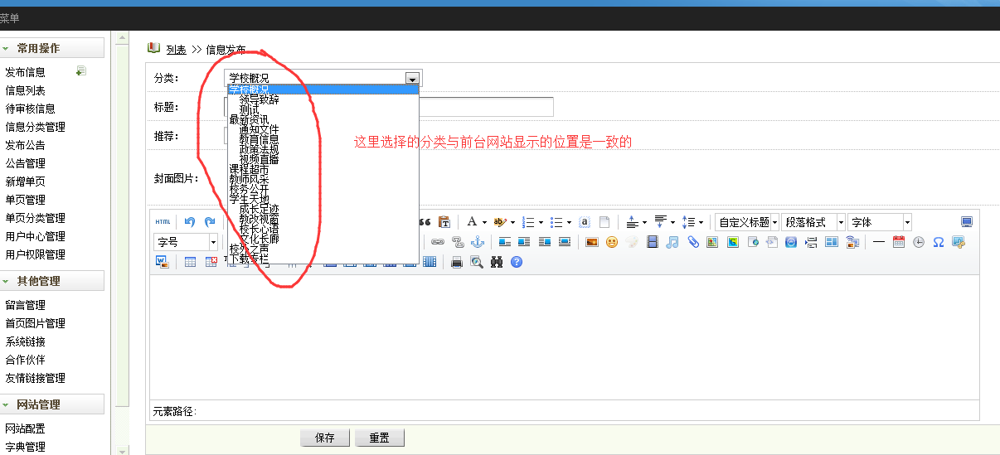 菜单
常用操作
发布信息
信息列表
待审核信息
信息分类管理
发布公告
公告管理
新增单页
单页管理
单页分类管理
用户中心管理
用户权限管理
其他管理
留言管理
首页图片管理
系统链接
合作伙伴
友情链接管理
网站管理
网站配置
字典管理
列表 >> 信息发布
分类: 学校概况
学校概况
领导致辞
测试
最新资讯
通知文件
教育信息
政策法规
视频直播
课程超市
教师风采
校务公开
学生天地
成长足迹
教改视窗
校长心语
文化长廊
校外之声
下载专栏
标题:
推荐:
这里选择的分类与前台网站显示的位置是一致的
封面图片:
HTML
自定义标题 段落格式 字体
字号
元素路径:
保存 重置